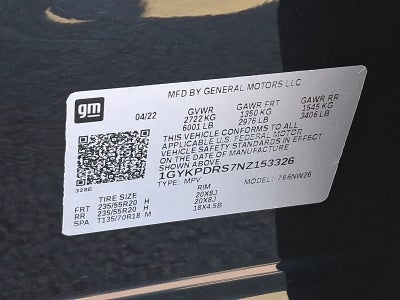 MFD BY GENERAL MOTORS LLC
gm
04/22 GVWR GAWR FRT GAWR RR
2722 KG 1350 KG 1545 KG
6001 LB 2976 LB 3406 LB
THIS VEHICLE CONFORMS TO ALL
APPLICABLE U.S. FEDERAL MOTOR
VEHICLE SAFETY STANDARDS IN EFFECT
ON THE DATE OF MANUFACTURE
SHOWN ABOVE.
1GYKPDRS7NZ153326
TYPE: MPV MODEL: 766NW26
328E
TIRE SIZE RIM
FRT 235/55R20 H 20X8J
RR 235/55R20 H 20X8J
SPA T135/70R18 M 18X4.5B